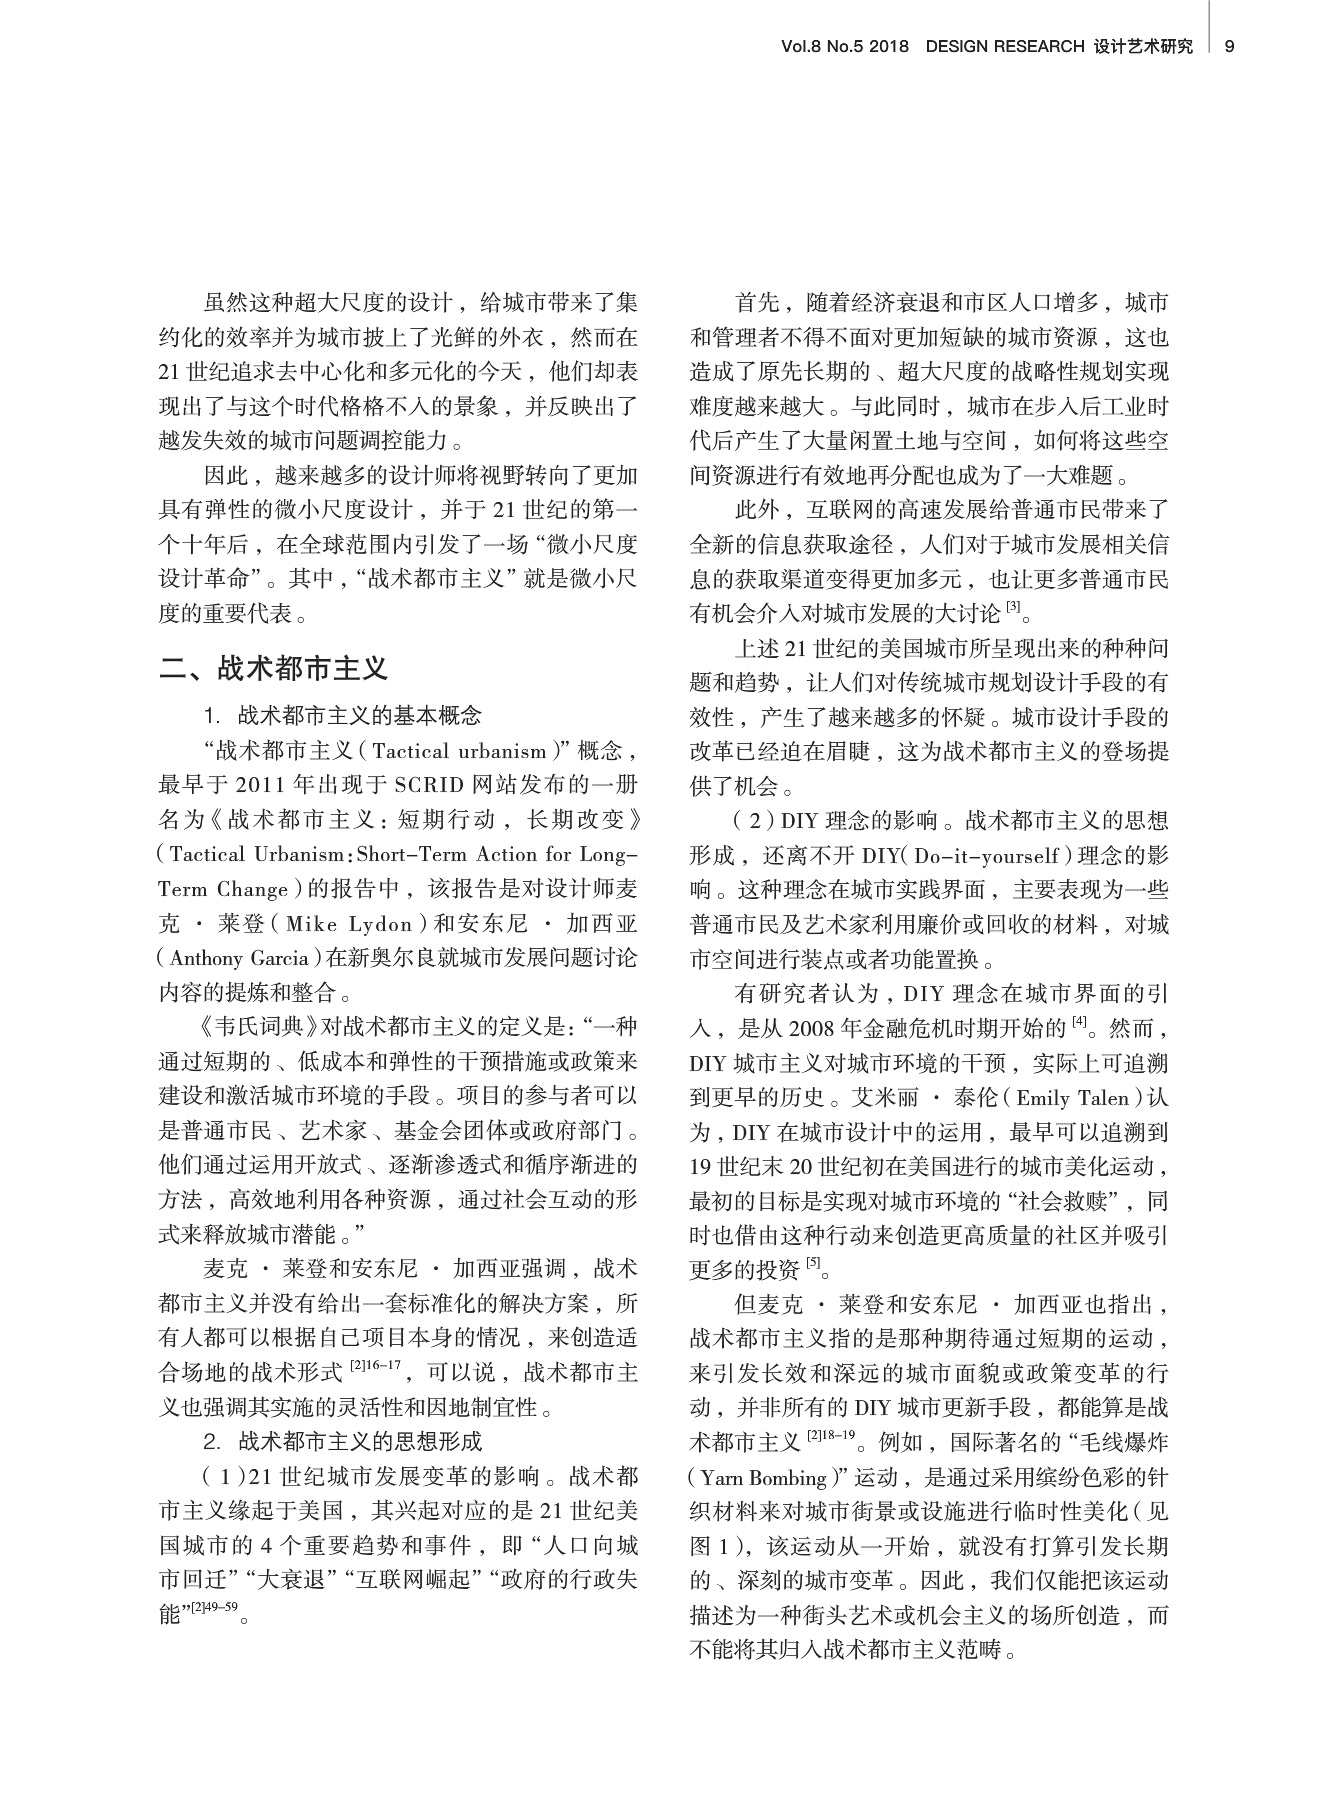 Vol.8 No.5 2018 DESIGN RESEARCH 设计艺术研究 9
虽然这种超大尺度的设计，给城市带来了集
约化的效率并为城市披上了光鲜的外衣，然而在
21 世纪追求去中心化和多元化的今天，他们却表
现出了与这个时代格格不入的景象，并反映出了
越发失效的城市问题调控能力。
因此，越来越多的设计师将视野转向了更加
具有弹性的微小尺度设计，并于 21 世纪的第一
个十年后，在全球范围内引发了一场“微小尺度
设计革命”。其中，“战术都市主义”就是微小尺
度的重要代表。
二、战术都市主义
1. 战术都市主义的基本概念
“战术都市主义（Tactical urbanism）”概念，
最早于 2011 年出现于 SCRID 网站发布的一册
名为《战术都市主义：短期行动，长期改变》
（Tactical Urbanism:Short-Term Action for Long-
Term Change）的报告中，该报告是对设计师麦
克 · 莱登（Mike Lydon）和安东尼 · 加西亚
（Anthony Garcia）在新奥尔良就城市发展问题讨论
内容的提炼和整合。
《韦氏词典》对战术都市主义的定义是：“一种
通过短期的、低成本和弹性的干预措施或政策来
建设和激活城市环境的手段。项目的参与者可以
是普通市民、艺术家、基金会团体或政府部门。
他们通过运用开放式、逐渐渗透式和循序渐进的
方法，高效地利用各种资源，通过社会互动的形
式来释放城市潜能。”
麦克 · 莱登和安东尼 · 加西亚强调，战术
都市主义并没有给出一套标准化的解决方案，所
有人都可以根据自己项目本身的情况，来创造适
合场地的战术形式 [2]16-17，可以说，战术都市主
义也强调其实施的灵活性和因地制宜性。
2. 战术都市主义的思想形成
（1）21 世纪城市发展变革的影响。战术都
市主义缘起于美国，其兴起对应的是 21 世纪美
国城市的 4 个重要趋势和事件，即“人口向城
市回迁”“大衰退”“互联网崛起”“政府的行政失
能”[2]49-59。
首先，随着经济衰退和市区人口增多，城市
和管理者不得不面对更加短缺的城市资源，这也
造成了原先长期的、超大尺度的战略性规划实现
难度越来越大。与此同时，城市在步入后工业时
代后产生了大量闲置土地与空间，如何将这些空
间资源进行有效地再分配也成为了一大难题。
此外，互联网的高速发展给普通市民带来了
全新的信息获取途径，人们对于城市发展相关信
息的获取渠道变得更加多元，也让更多普通市民
有机会介入对城市发展的大讨论 [3]。
上述 21 世纪的美国城市所呈现出来的种种问
题和趋势，让人们对传统城市规划设计手段的有
效性，产生了越来越多的怀疑。城市设计手段的
改革已经迫在眉睫，这为战术都市主义的登场提
供了机会。
（2）DIY 理念的影响。战术都市主义的思想
形成，还离不开 DIY（Do-it-yourself）理念的影
响。这种理念在城市实践界面，主要表现为一些
普通市民及艺术家利用廉价或回收的材料，对城
市空间进行装点或者功能置换。
有研究者认为，DIY 理念在城市界面的引
入，是从 2008 年金融危机时期开始的 [4]。然而，
DIY 城市主义对城市环境的干预，实际上可追溯
到更早的历史。艾米丽 · 泰伦（Emily Talen）认
为，DIY 在城市设计中的运用，最早可以追溯到
19 世纪末 20 世纪初在美国进行的城市美化运动，
最初的目标是实现对城市环境的“社会救赎”，同
时也借由这种行动来创造更高质量的社区并吸引
更多的投资 [5]。
但麦克 · 莱登和安东尼 · 加西亚也指出，
战术都市主义指的是那种期待通过短期的运动，
来引发长效和深远的城市面貌或政策变革的行
动，并非所有的 DIY 城市更新手段，都能算是战
术都市主义 [2]18-19。例如，国际著名的“毛线爆炸
（Yarn Bombing）”运动，是通过采用缤纷色彩的针
织材料来对城市街景或设施进行临时性美化（见
图 1），该运动从一开始，就没有打算引发长期
的、深刻的城市变革。因此，我们仅能把该运动
描述为一种街头艺术或机会主义的场所创造，而
不能将其归入战术都市主义范畴。